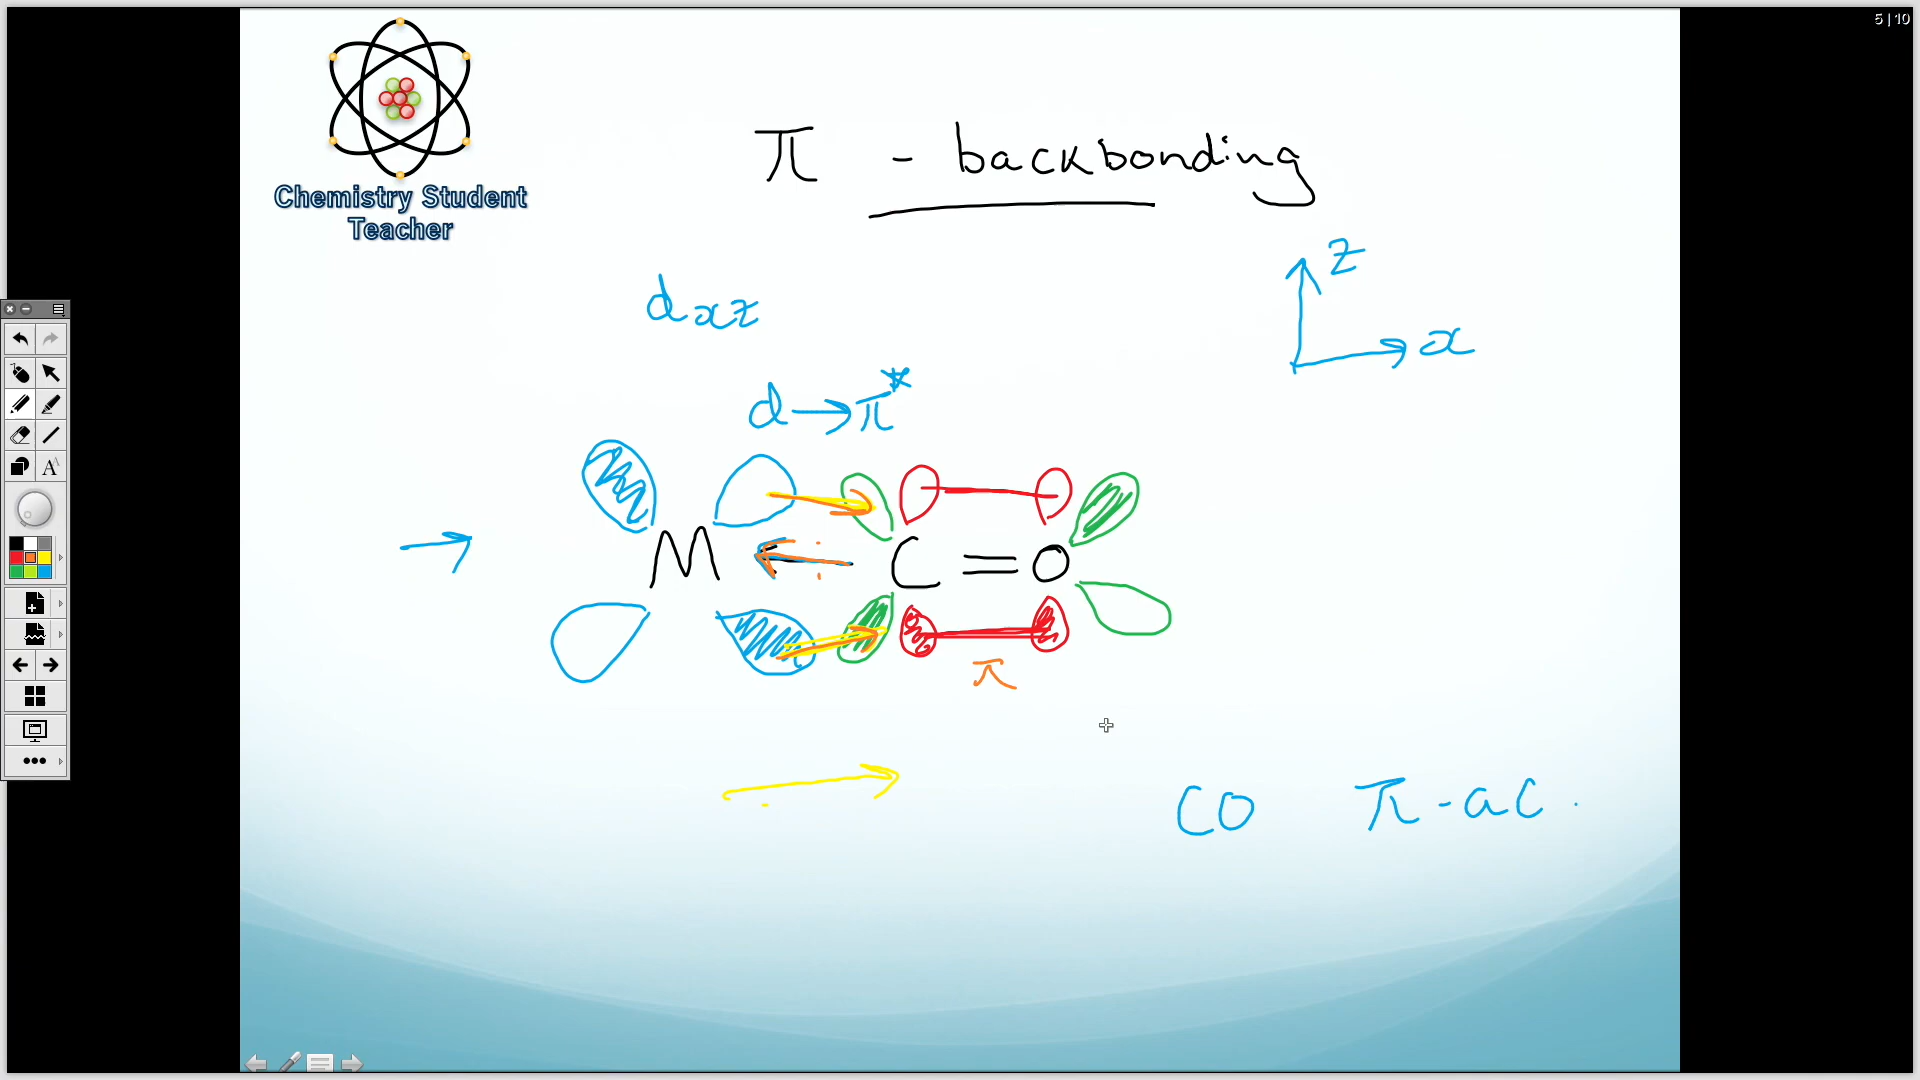 5 | 10
Chemistry Student
Teacher
π - backbonding
z
x
dxz
d → π*
M C = O
π
CO π-ac.